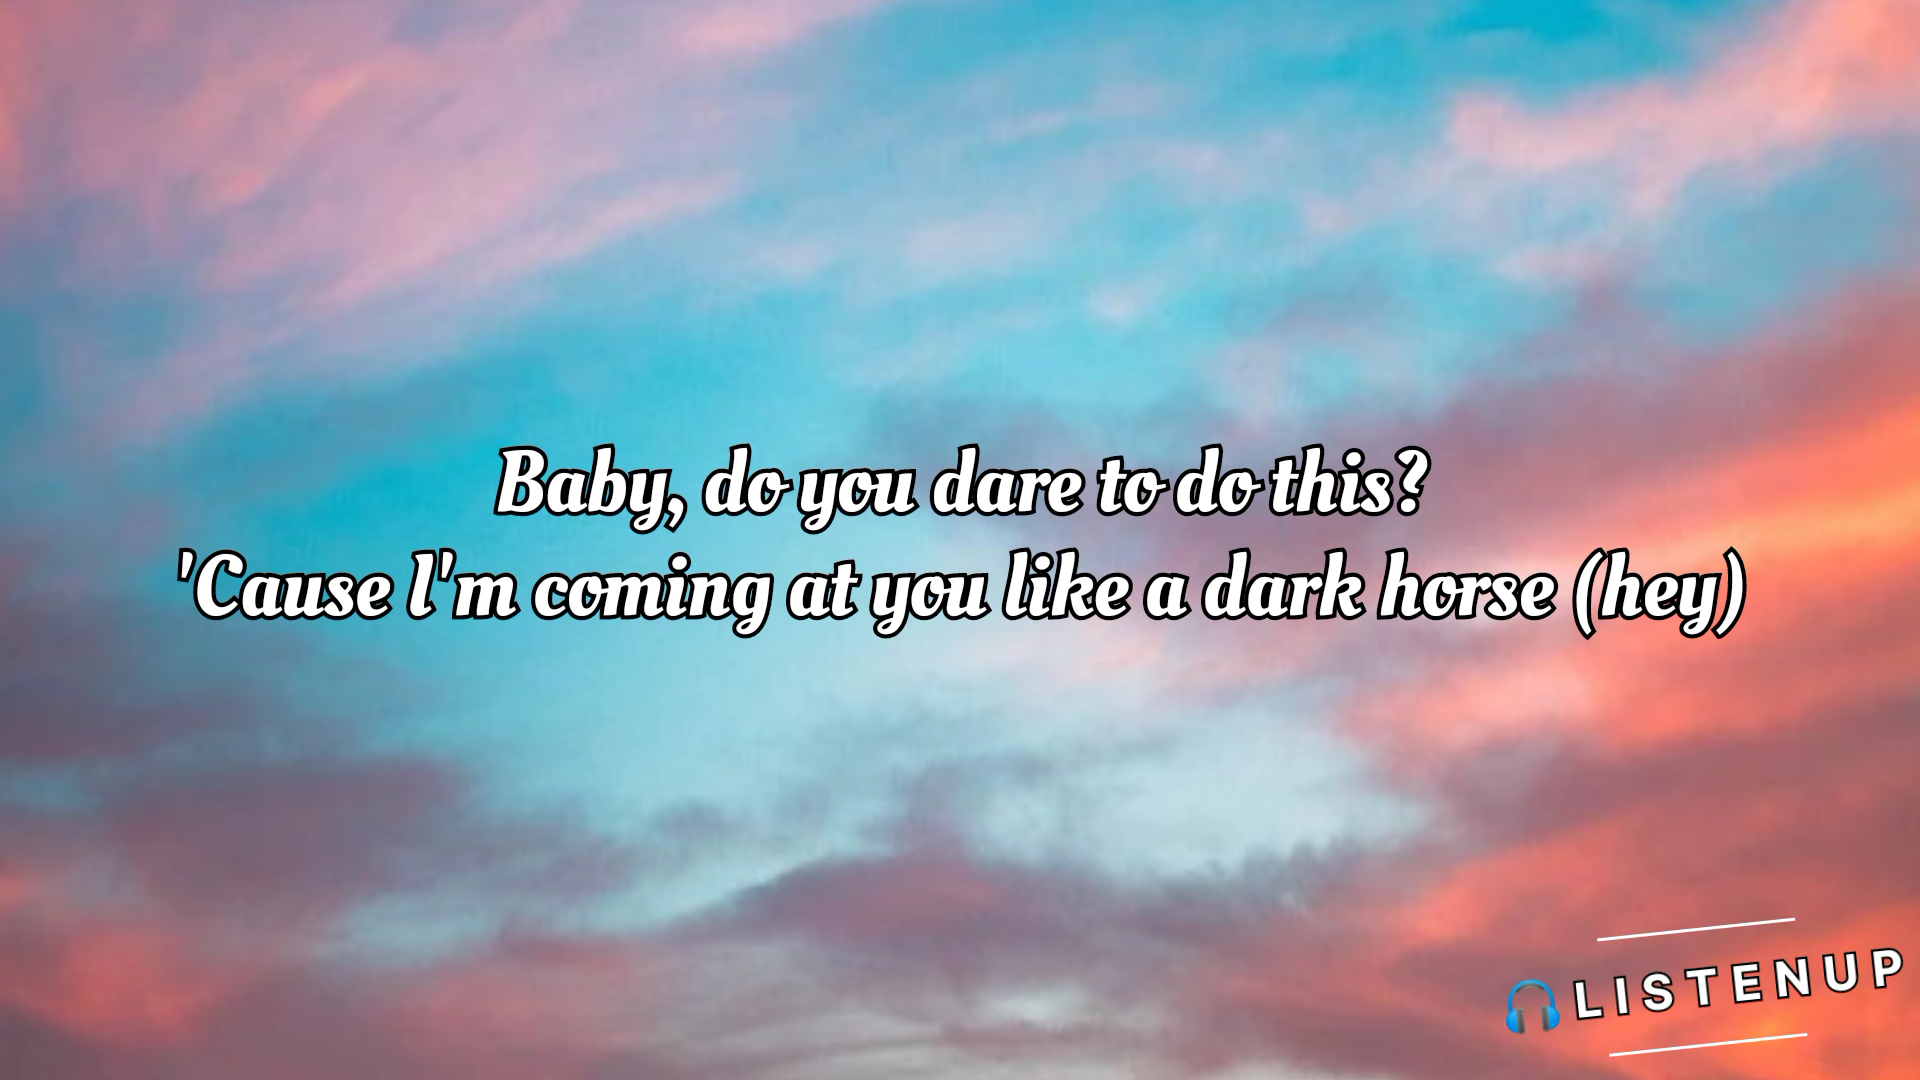 Baby, do you dare to do this?
'Cause I'm coming at you like a dark horse (hey)
LISTENUP